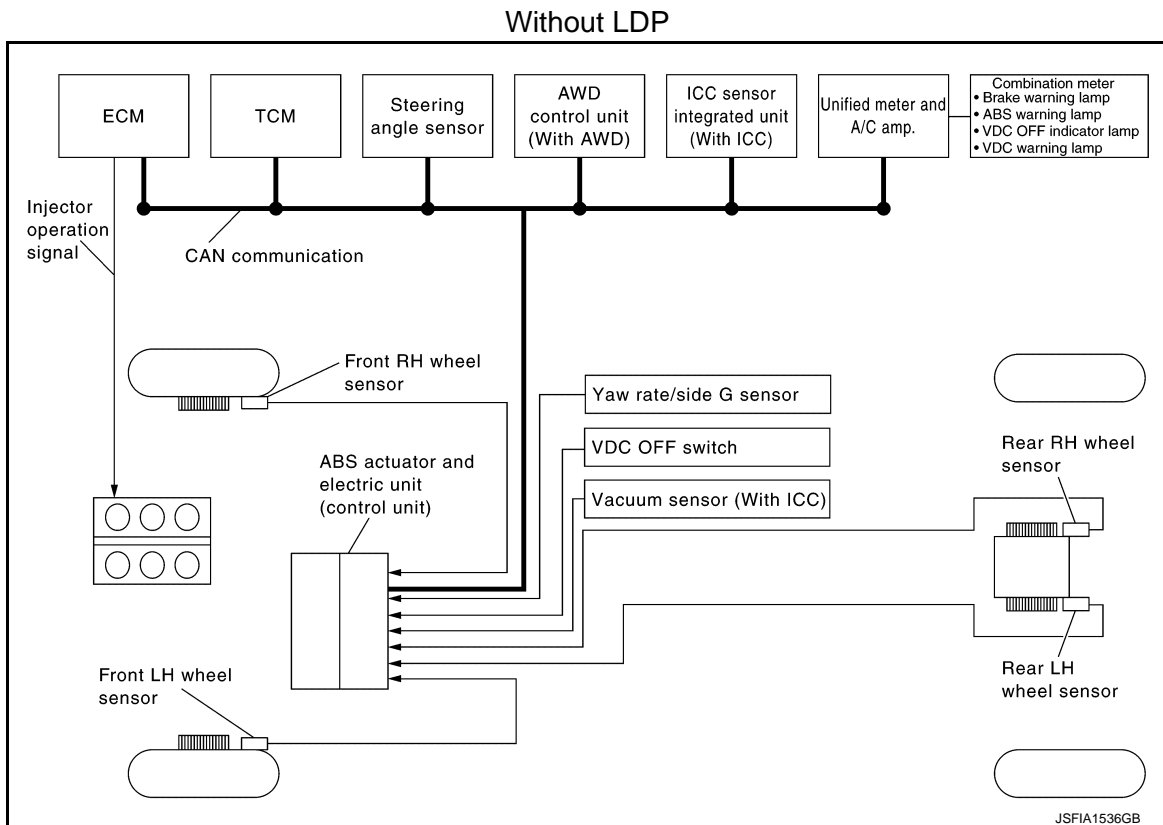 Without LDP
ECM
TCM
Steering
angle sensor
AWD
control unit
(With AWD)
ICC sensor
integrated unit
(With ICC)
Unified meter and
A/C amp.
Combination meter
• Brake warning lamp
• ABS warning lamp
• VDC OFF indicator lamp
• VDC warning lamp
Injector
operation
signal
CAN communication
Front RH wheel
sensor
Yaw rate/side G sensor
VDC OFF switch
Vacuum sensor (With ICC)
Rear RH wheel
sensor
ABS actuator and
electric unit
(control unit)
Front LH wheel
sensor
Rear LH
wheel sensor
JSFIA1536GB